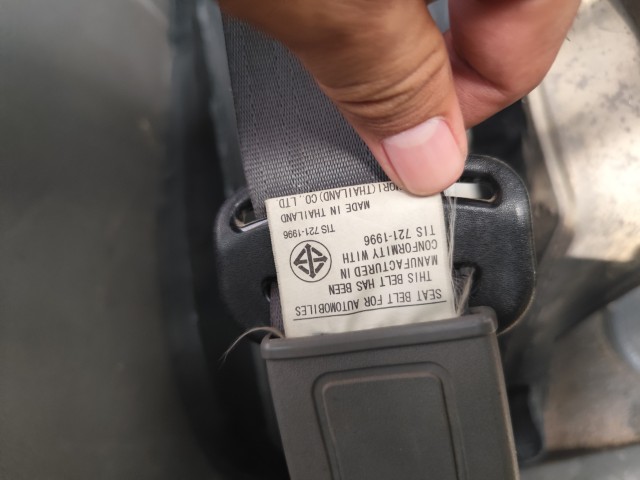 SEAT BELT FOR AUTOMOBILES
THIS BELT HAS BEEN
MANUFACTURED IN
CONFORMITY WITH
TIS 721-1996
TIS 721-1996
MADE IN THAILAND
(THAILAND) CO., LTD